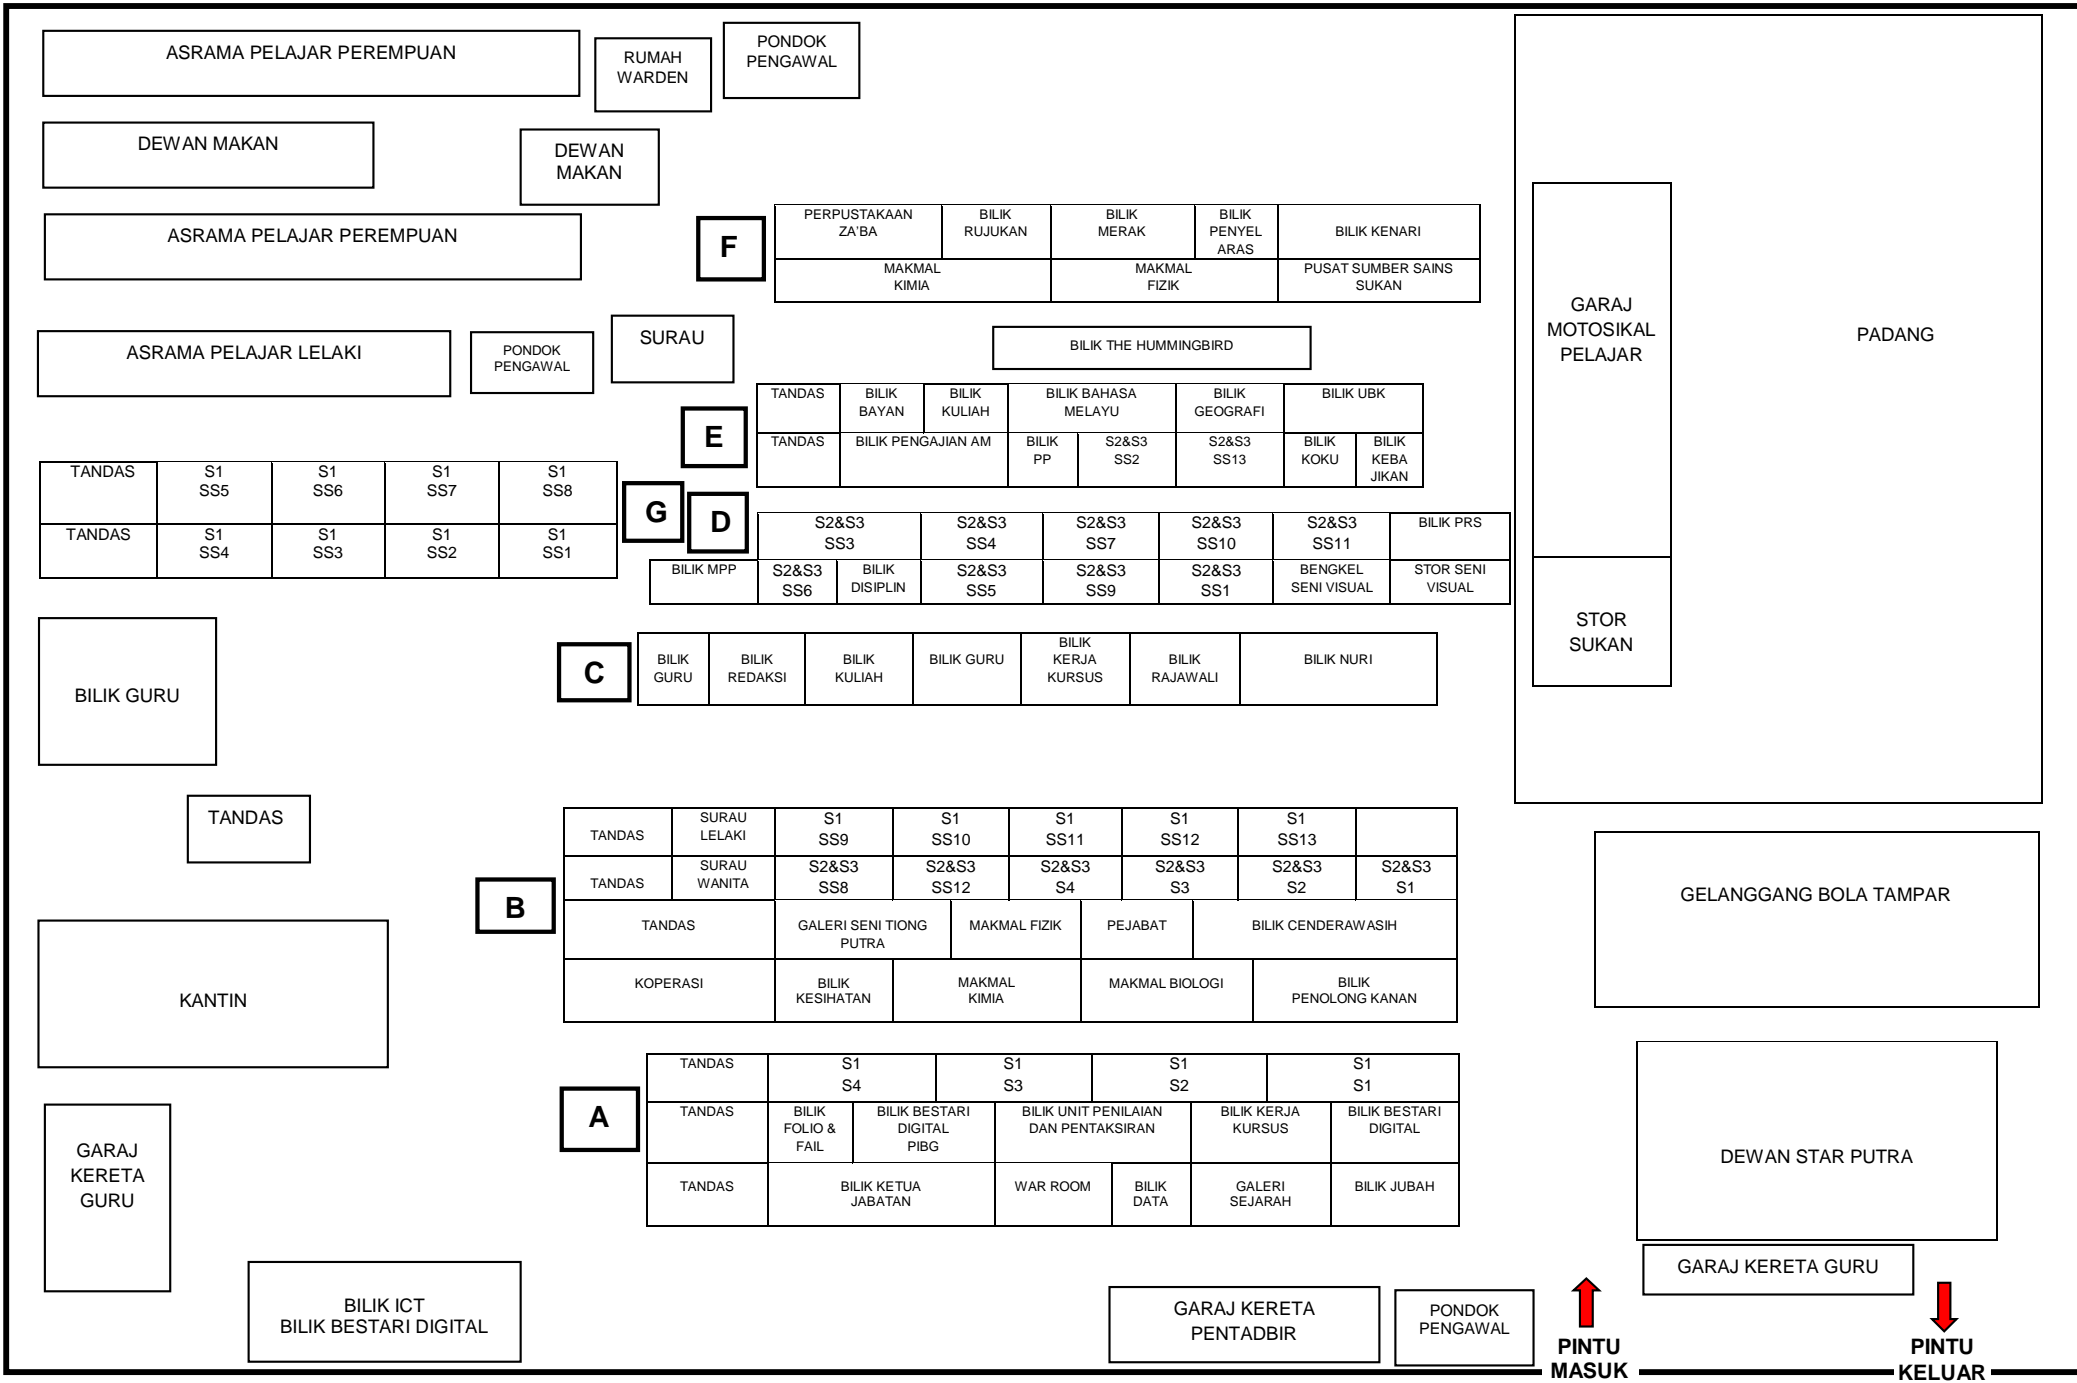 ASRAMA PELAJAR PEREMPUAN
RUMAH
WARDEN
PONDOK
PENGAWAL
DEWAN MAKAN
DEWAN
MAKAN
ASRAMA PELAJAR PEREMPUAN
F
PERPUSTAKAAN
ZA'BA
BILIK
RUJUKAN
BILIK
MERAK
BILIK
PENYEL
ARAS
BILIK KENARI
MAKMAL
KIMIA
MAKMAL
FIZIK
PUSAT SUMBER SAINS
SUKAN
GARAJ
MOTOSIKAL
PELAJAR
PADANG
STOR
SUKAN
ASRAMA PELAJAR LELAKI
PONDOK
PENGAWAL
SURAU
BILIK THE HUMMINGBIRD
E
TANDAS
BILIK
BAYAN
BILIK
KULIAH
BILIK BAHASA
MELAYU
BILIK
GEOGRAFI
BILIK UBK
TANDAS
BILIK PENGAJIAN AM
BILIK
PP
S2&S3
SS2
S2&S3
SS13
BILIK
KOKU
BILIK
KEBA
JIKAN
TANDAS
S1
SS5
S1
SS6
S1
SS7
S1
SS8
TANDAS
S1
SS4
S1
SS3
S1
SS2
S1
SS1
G
D
S2&S3
SS3
S2&S3
SS4
S2&S3
SS7
S2&S3
SS10
S2&S3
SS11
BILIK PRS
BILIK MPP
S2&S3
SS6
BILIK
DISIPLIN
S2&S3
SS5
S2&S3
SS9
S2&S3
SS1
BENGKEL
SENI VISUAL
STOR SENI
VISUAL
BILIK GURU
C
BILIK
GURU
BILIK
REDAKSI
BILIK
KULIAH
BILIK GURU
BILIK
KERJA
KURSUS
BILIK
RAJAWALI
BILIK NURI
TANDAS
B
TANDAS
SURAU
LELAKI
S1
SS9
S1
SS10
S1
SS11
S1
SS12
S1
SS13
TANDAS
SURAU
WANITA
S2&S3
SS8
S2&S3
SS12
S2&S3
S4
S2&S3
S3
S2&S3
S2
S2&S3
S1
TANDAS
GALERI SENI TIONG
PUTRA
MAKMAL FIZIK
PEJABAT
BILIK CENDERAWASIH
KOPERASI
BILIK
KESIHATAN
MAKMAL
KIMIA
MAKMAL BIOLOGI
BILIK
PENOLONG KANAN
GELANGGANG BOLA TAMPAR
KANTIN
A
TANDAS
S1
S4
S1
S3
S1
S2
S1
S1
TANDAS
BILIK
FOLIO &
FAIL
BILIK BESTARI
DIGITAL
PIBG
BILIK UNIT PENILAIAN
DAN PENTAKSIRAN
BILIK KERJA
KURSUS
BILIK BESTARI
DIGITAL
TANDAS
BILIK KETUA
JABATAN
WAR ROOM
BILIK
DATA
GALERI
SEJARAH
BILIK JUBAH
DEWAN STAR PUTRA
GARAJ
KERETA
GURU
GARAJ KERETA GURU
BILIK ICT
BILIK BESTARI DIGITAL
GARAJ KERETA
PENTADBIR
PONDOK
PENGAWAL
PINTU
MASUK
PINTU
KELUAR